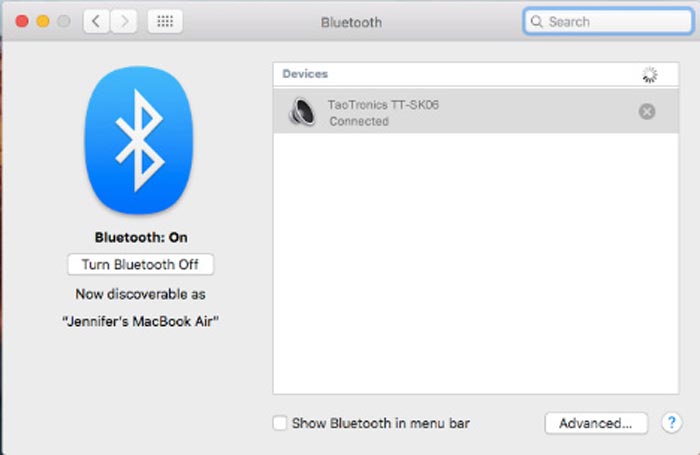 Bluetooth
Search
Devices
TaoTronics TT-SK06
Connected
Bluetooth: On
Turn Bluetooth Off
Now discoverable as
“Jennifer’s MacBook Air”
Show Bluetooth in menu bar
Advanced...
?